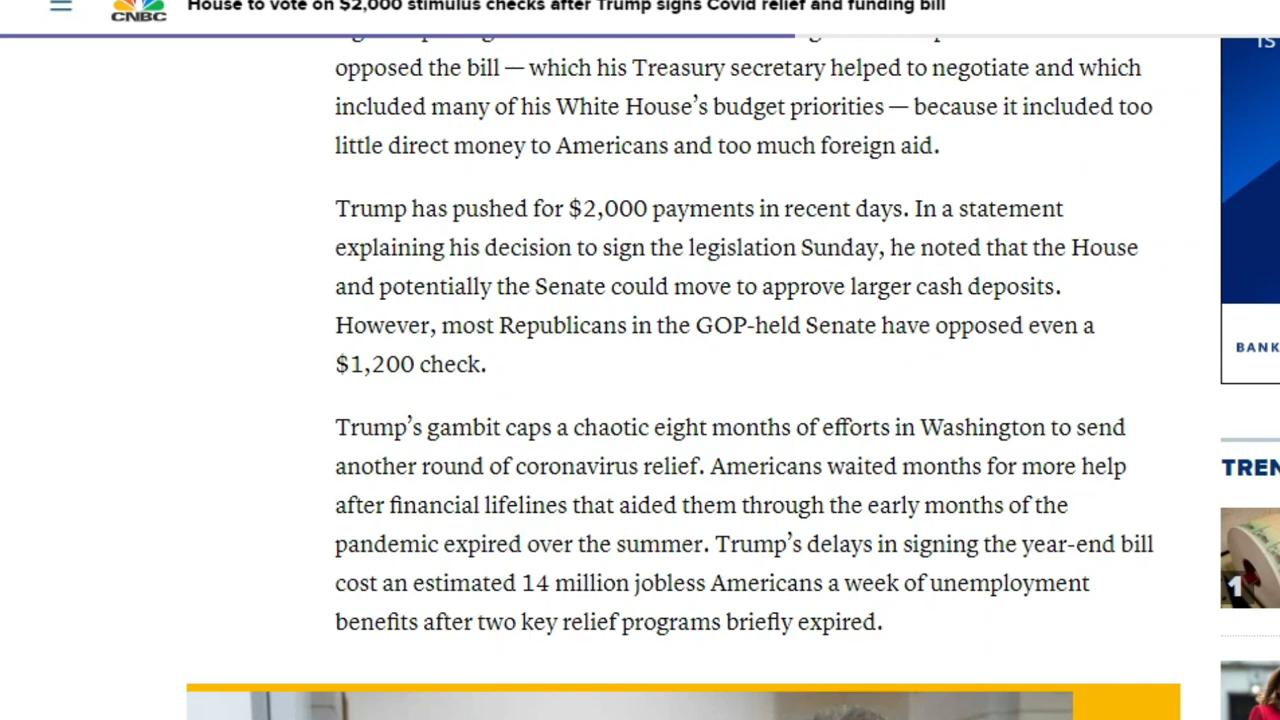 CNBC
House to vote on $2,000 stimulus checks after Trump signs Covid relief and funding bill
opposed the bill — which his Treasury secretary helped to negotiate and which
included many of his White House’s budget priorities — because it included too
little direct money to Americans and too much foreign aid.
Trump has pushed for $2,000 payments in recent days. In a statement
explaining his decision to sign the legislation Sunday, he noted that the House
and potentially the Senate could move to approve larger cash deposits.
However, most Republicans in the GOP-held Senate have opposed even a
$1,200 check.
Trump’s gambit caps a chaotic eight months of efforts in Washington to send
another round of coronavirus relief. Americans waited months for more help
after financial lifelines that aided them through the early months of the
pandemic expired over the summer. Trump’s delays in signing the year-end bill
cost an estimated 14 million jobless Americans a week of unemployment
benefits after two key relief programs briefly expired.
IS
BANK
TREN
1